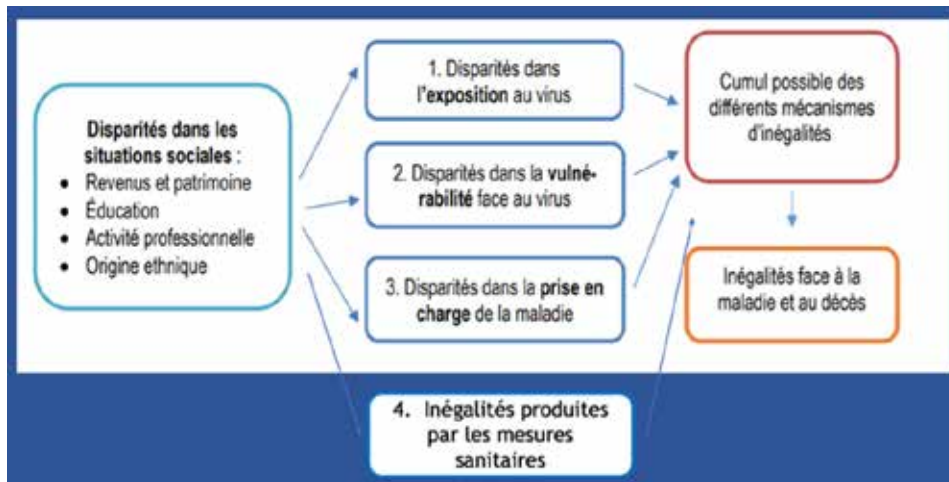 Disparités dans les
situations sociales :
• Revenus et patrimoine
• Éducation
• Activité professionnelle
• Origine ethnique
1. Disparités dans
l'exposition au virus
2. Disparités dans la vulné-
rabilité face au virus
3. Disparités dans la prise en
charge de la maladie
4. Inégalités produites
par les mesures
sanitaires
Cumul possible des
différents mécanismes
d'inégalités
Inégalités face à la
maladie et au décès